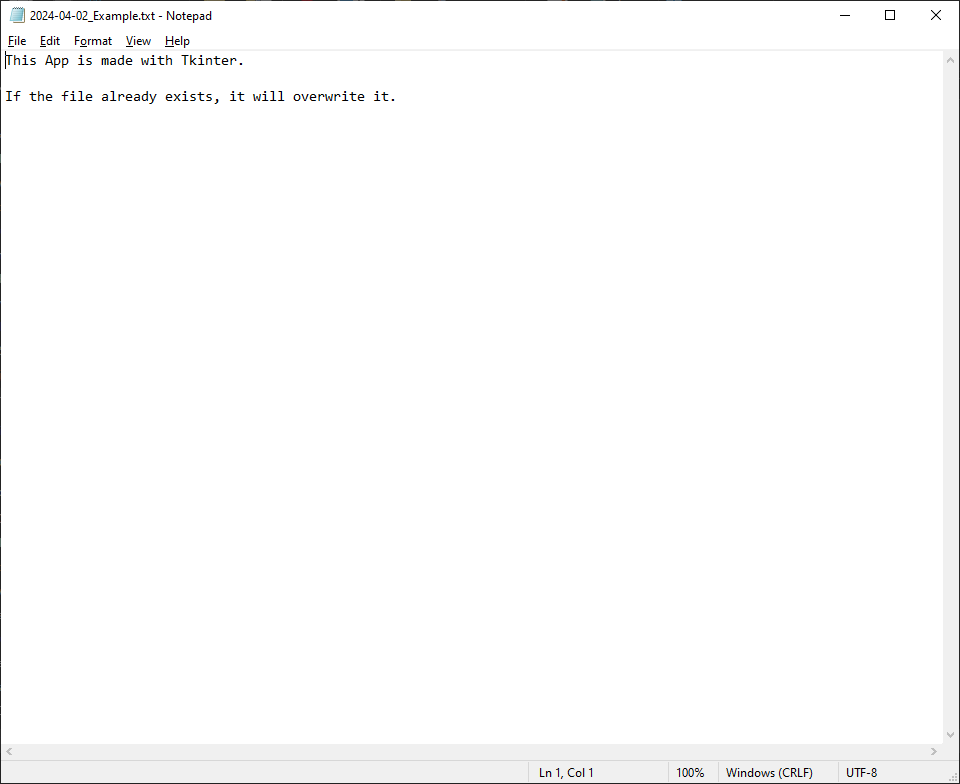 2024-04-02_Example.txt - Notepad
File Edit Format View Help
This App is made with Tkinter.
If the file already exists, it will overwrite it.
Ln 1, Col 1 100% Windows (CRLF) UTF-8